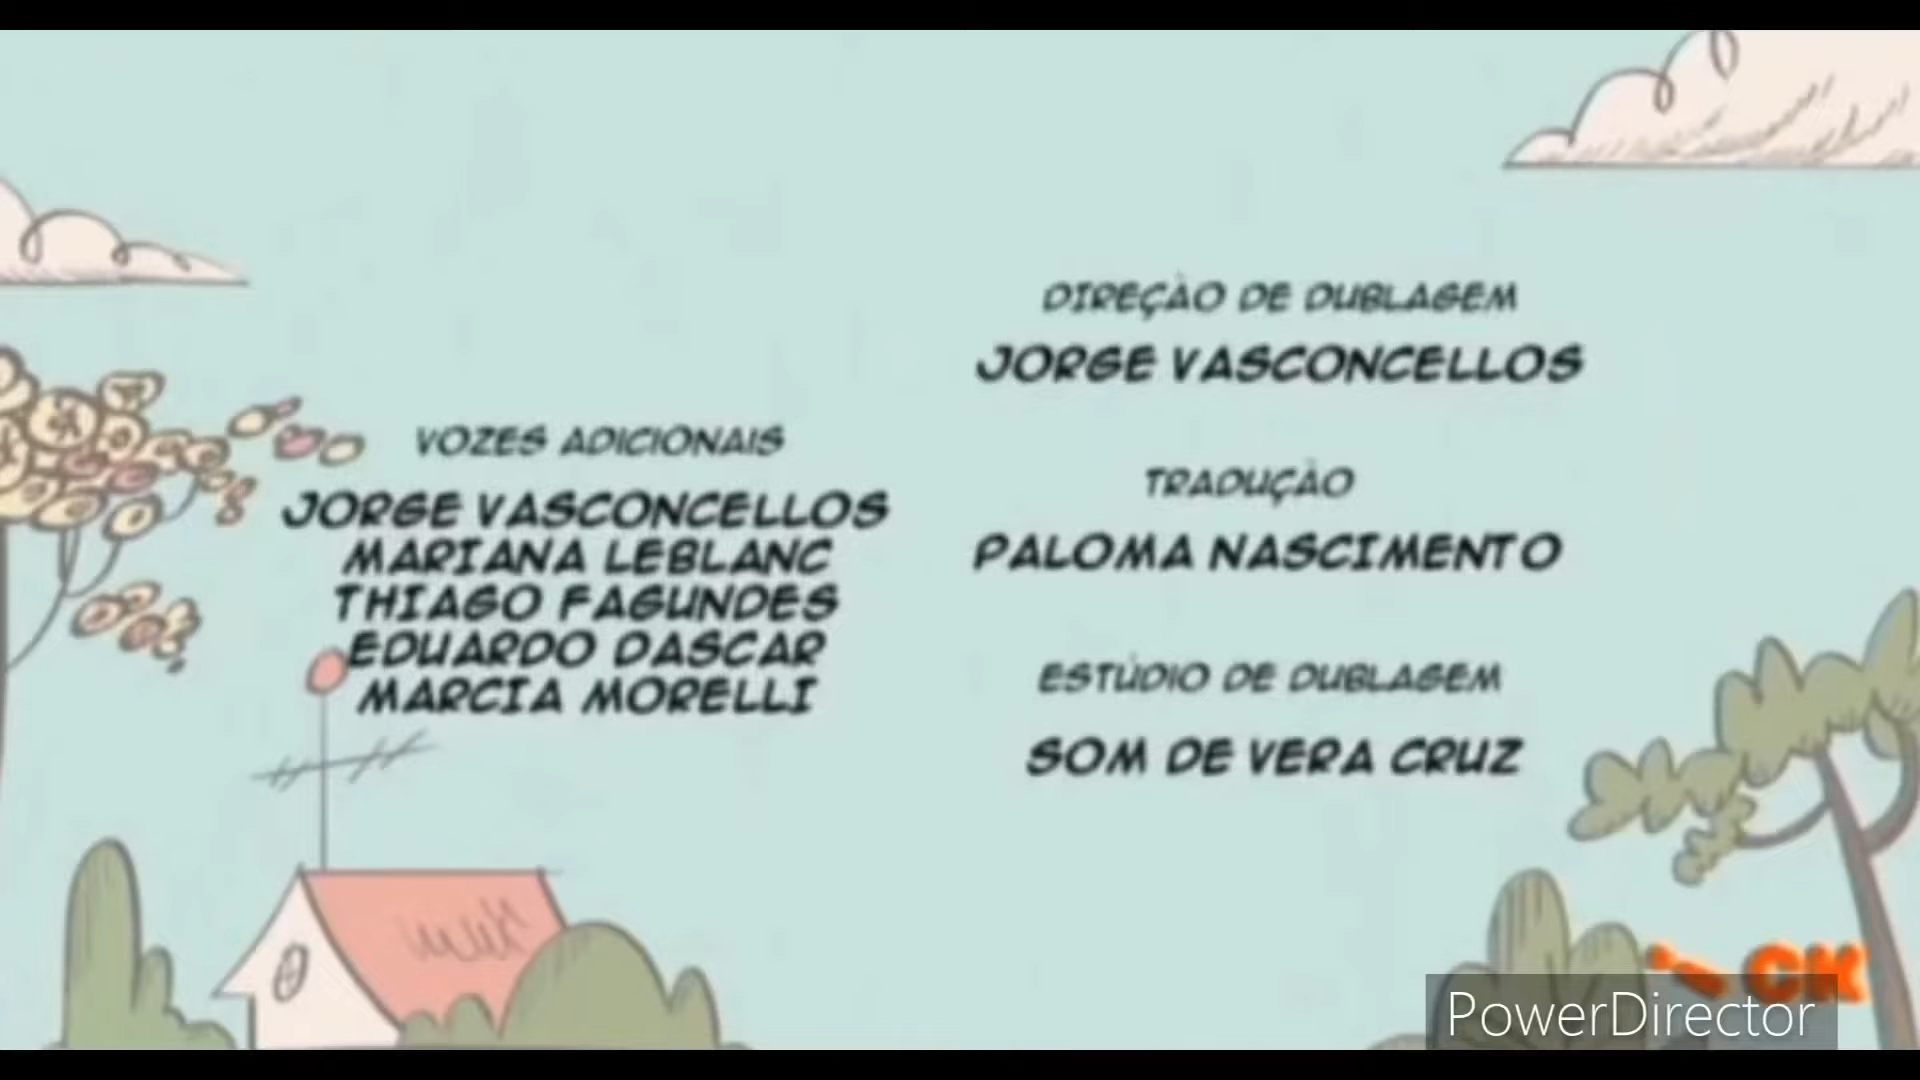 VOZES ADICIONAIS
JORGE VASCONCELLOS
MARIANA LEBLANC
THIAGO FAGUNDES
EDUARDO DASCAR
MARCIA MORELLI
DIREÇÃO DE DUBLAGEM
JORGE VASCONCELLOS
TRADUÇÃO
PALOMA NASCIMENTO
ESTÚDIO DE DUBLAGEM
SOM DE VERA CRUZ
CK
PowerDirector